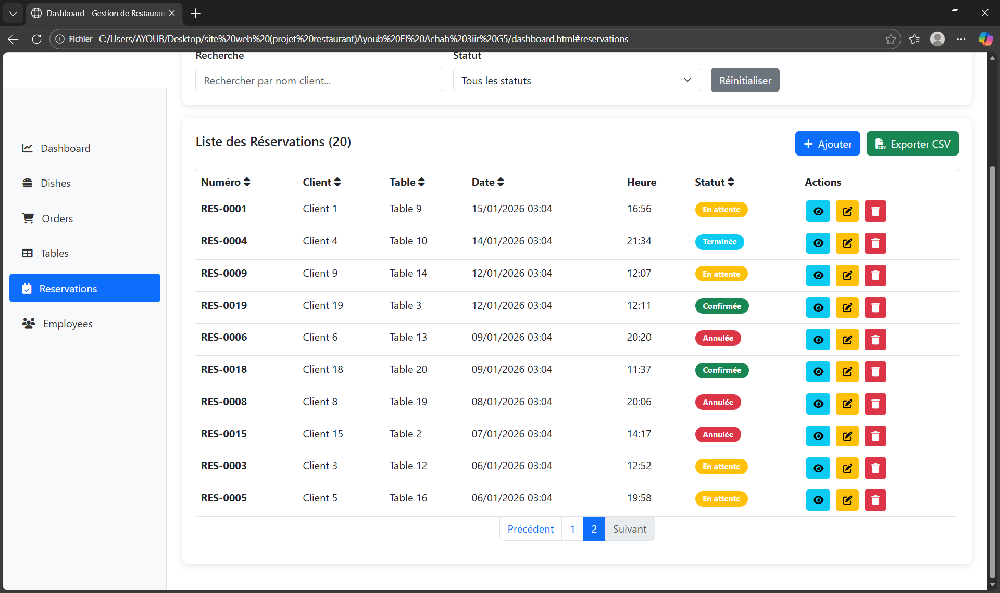 Dashboard - Gestion de Restauran
Fichier C:/Users/AYOUB/Desktop/site%20web%20(projet%20restaurant)Ayoub%20El%20Achab%203iir%20G5/dashboard.html#reservations
Recherche Statut
Rechercher par nom client... Tous les statuts Réinitialiser
Dashboard
Dishes
Orders
Tables
Reservations
Employees
Liste des Réservations (20) Ajouter CSV Exporter CSV
Numéro Client Table Date Heure Statut Actions
RES-0001 Client 1 Table 9 15/01/2026 03:04 16:56 En attente
RES-0004 Client 4 Table 10 14/01/2026 03:04 21:34 Terminée
RES-0009 Client 9 Table 14 12/01/2026 03:04 12:07 En attente
RES-0019 Client 19 Table 3 12/01/2026 03:04 12:11 Confirmée
RES-0006 Client 6 Table 13 09/01/2026 03:04 20:20 Annulée
RES-0018 Client 18 Table 20 09/01/2026 03:04 11:37 Confirmée
RES-0008 Client 8 Table 19 08/01/2026 03:04 20:06 Annulée
RES-0015 Client 15 Table 2 07/01/2026 03:04 14:17 Annulée
RES-0003 Client 3 Table 12 06/01/2026 03:04 12:52 En attente
RES-0005 Client 5 Table 16 06/01/2026 03:04 19:58 En attente
Précédent 1 2 Suivant